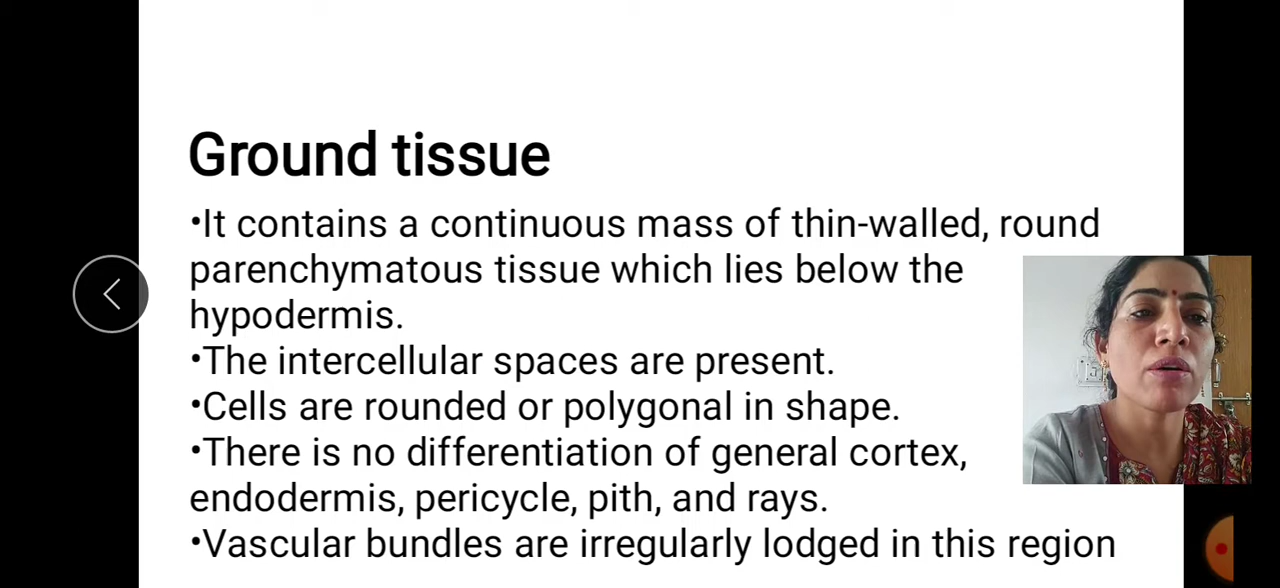 Ground tissue
•It contains a continuous mass of thin-walled, round
parenchymatous tissue which lies below the
hypodermis.
•The intercellular spaces are present.
•Cells are rounded or polygonal in shape.
•There is no differentiation of general cortex,
endodermis, pericycle, pith, and rays.
•Vascular bundles are irregularly lodged in this region